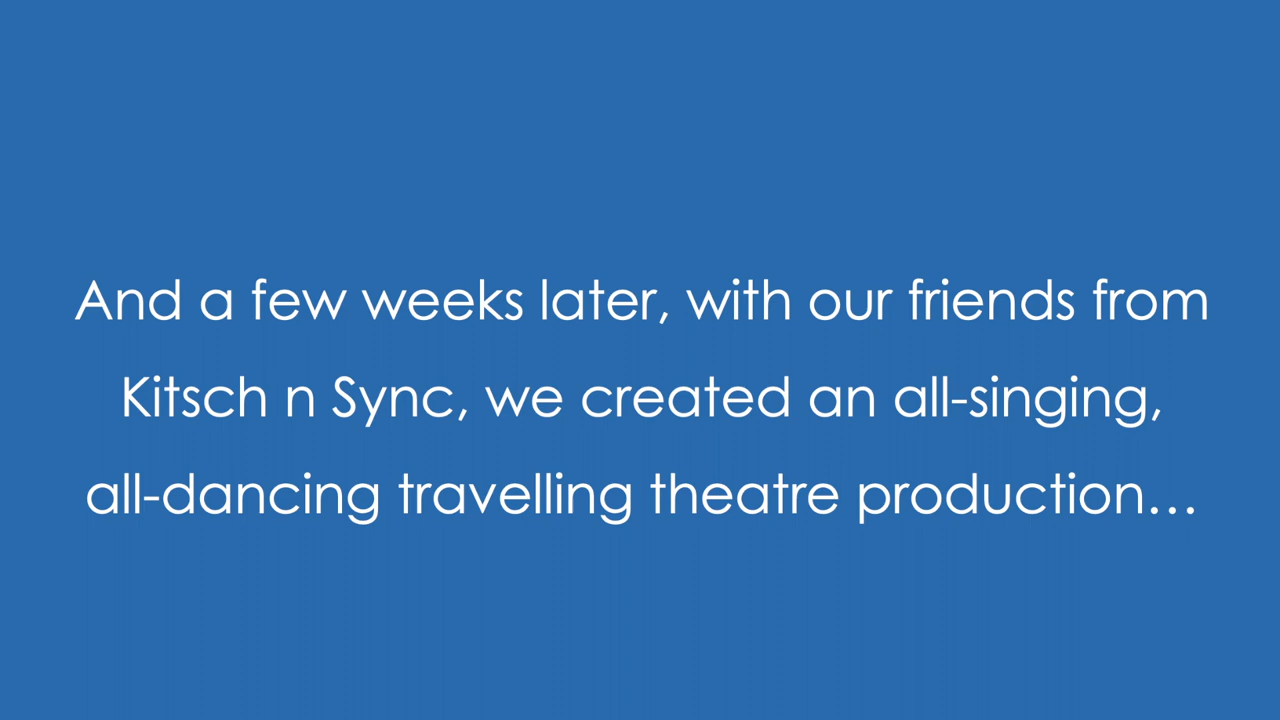 And a few weeks later, with our friends from
Kitsch n Sync, we created an all-singing,
all-dancing travelling theatre production…